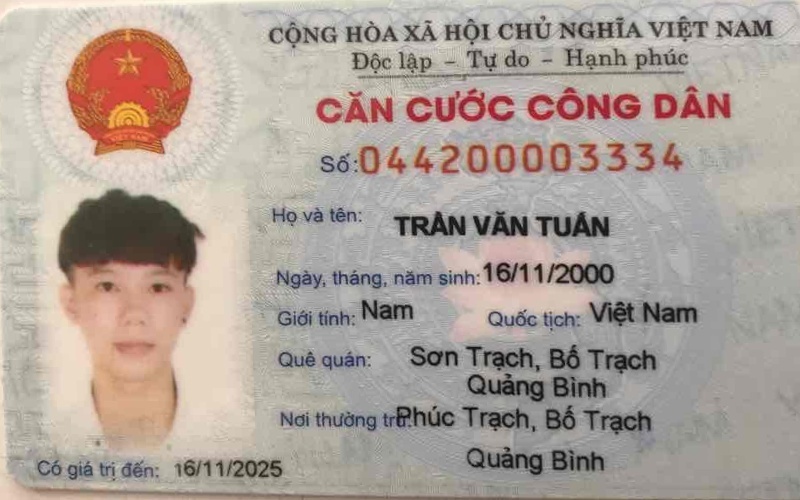 CỘNG HÒA XÃ HỘI CHỦ NGHĨA VIỆT NAM
Độc lập - Tự do - Hạnh phúc
CĂN CƯỚC CÔNG DÂN
Số: 044200003334
Họ và tên: TRẦN VĂN TUẤN
Ngày, tháng, năm sinh: 16/11/2000
Giới tính: Nam Quốc tịch: Việt Nam
Quê quán: Sơn Trạch, Bố Trạch
Quảng Bình
Nơi thường trú: Phúc Trạch, Bố Trạch
Quảng Bình
Có giá trị đến: 16/11/2025